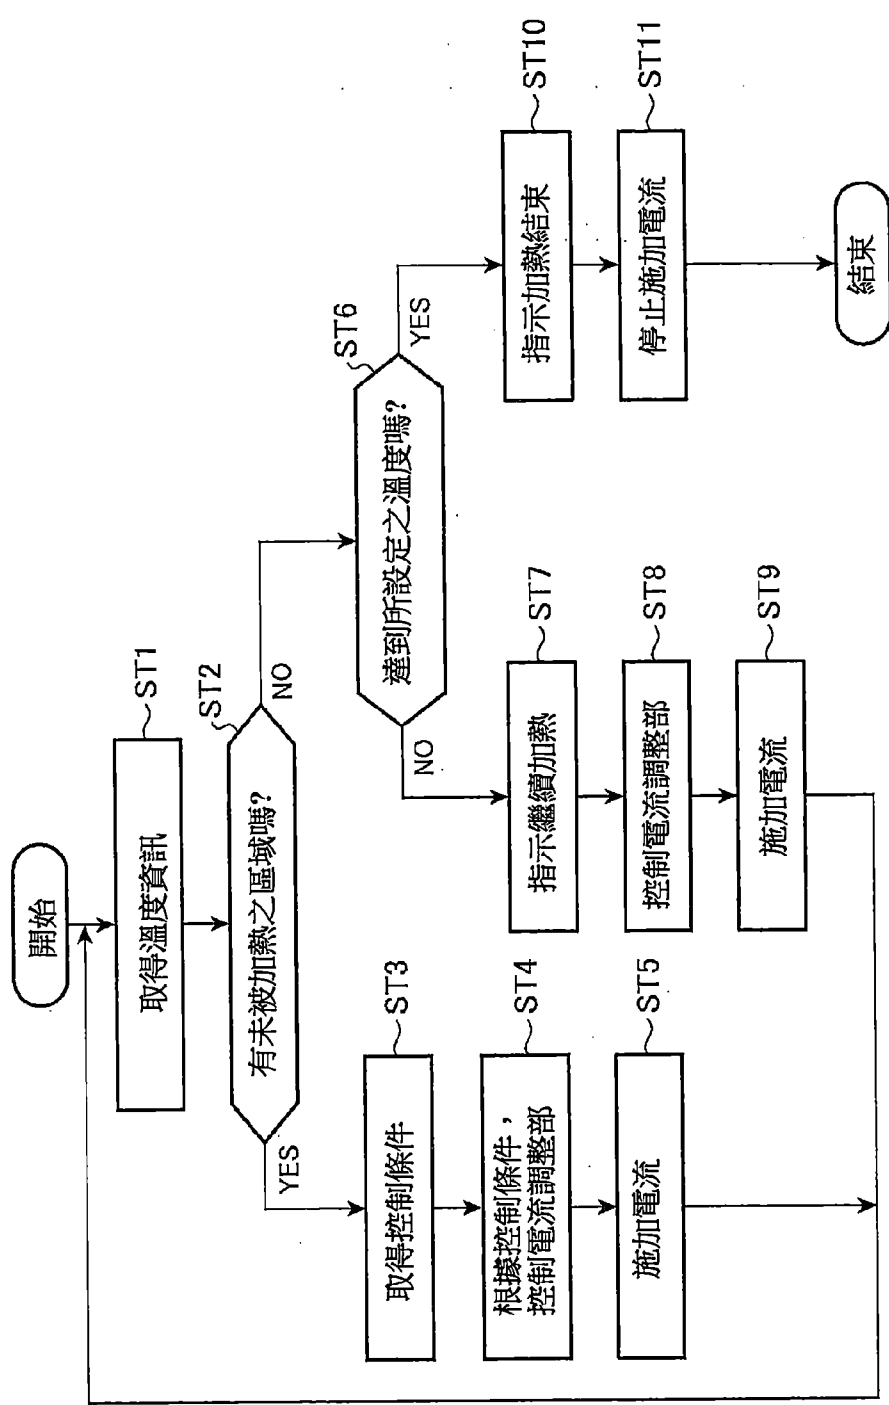 開始
取得溫度資訊
ST1
有未被加熱之區域嗎?
ST2
YES
NO
取得控制條件
ST3
根據控制條件，
控制電流調整部
ST4
施加電流
ST5
達到所設定之溫度嗎?
ST6
NO
YES
指示繼續加熱
ST7
控制電流調整部
ST8
施加電流
ST9
指示加熱結束
ST10
停止施加電流
ST11
結束